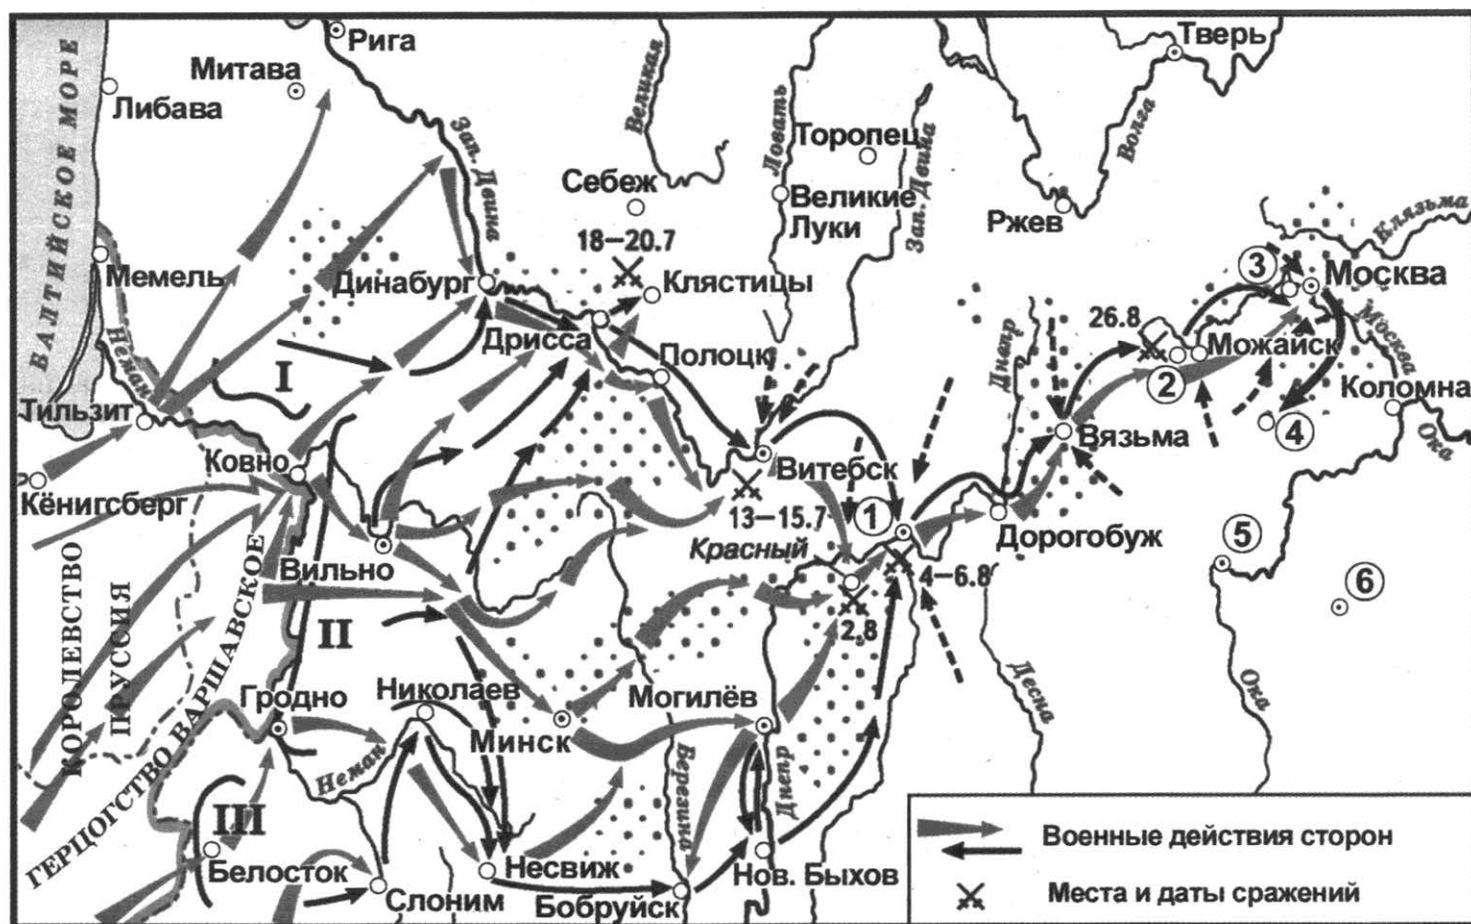 Рига
Тверь
Митава
Либава
БАЛТИЙСКОЕ МОРЕ
Зап. Двина
Великая
Ловать
Торопец
Зап. Двина
Волга
Себеж
Великие
Луки
Ржев
Клязьма
18–20.7
Мемель
Динабург
Клястицы
3
Москва
Неман
Дрисса
Полоцк
Днепр
26.8
Можайск
Москва
I
2
Коломна
Тильзит
4
Ока
Ковно
Витебск
Вязьма
Кёнигсберг
13–15.7
1
Красный
Дорогобуж
5
Вильно
4–6.8
6
КОРОЛЕВСТВО
ПРУССИЯ
ГЕРЦОГСТВО ВАРШАВСКОЕ
II
2.8
Гродно
Николаев
Могилёв
Десна
Ока
Минск
Неман
Березина
Днепр
III
Белосток
Слоним
Несвиж
Бобруйск
Нов. Быхов
Военные действия сторон
Места и даты сражений